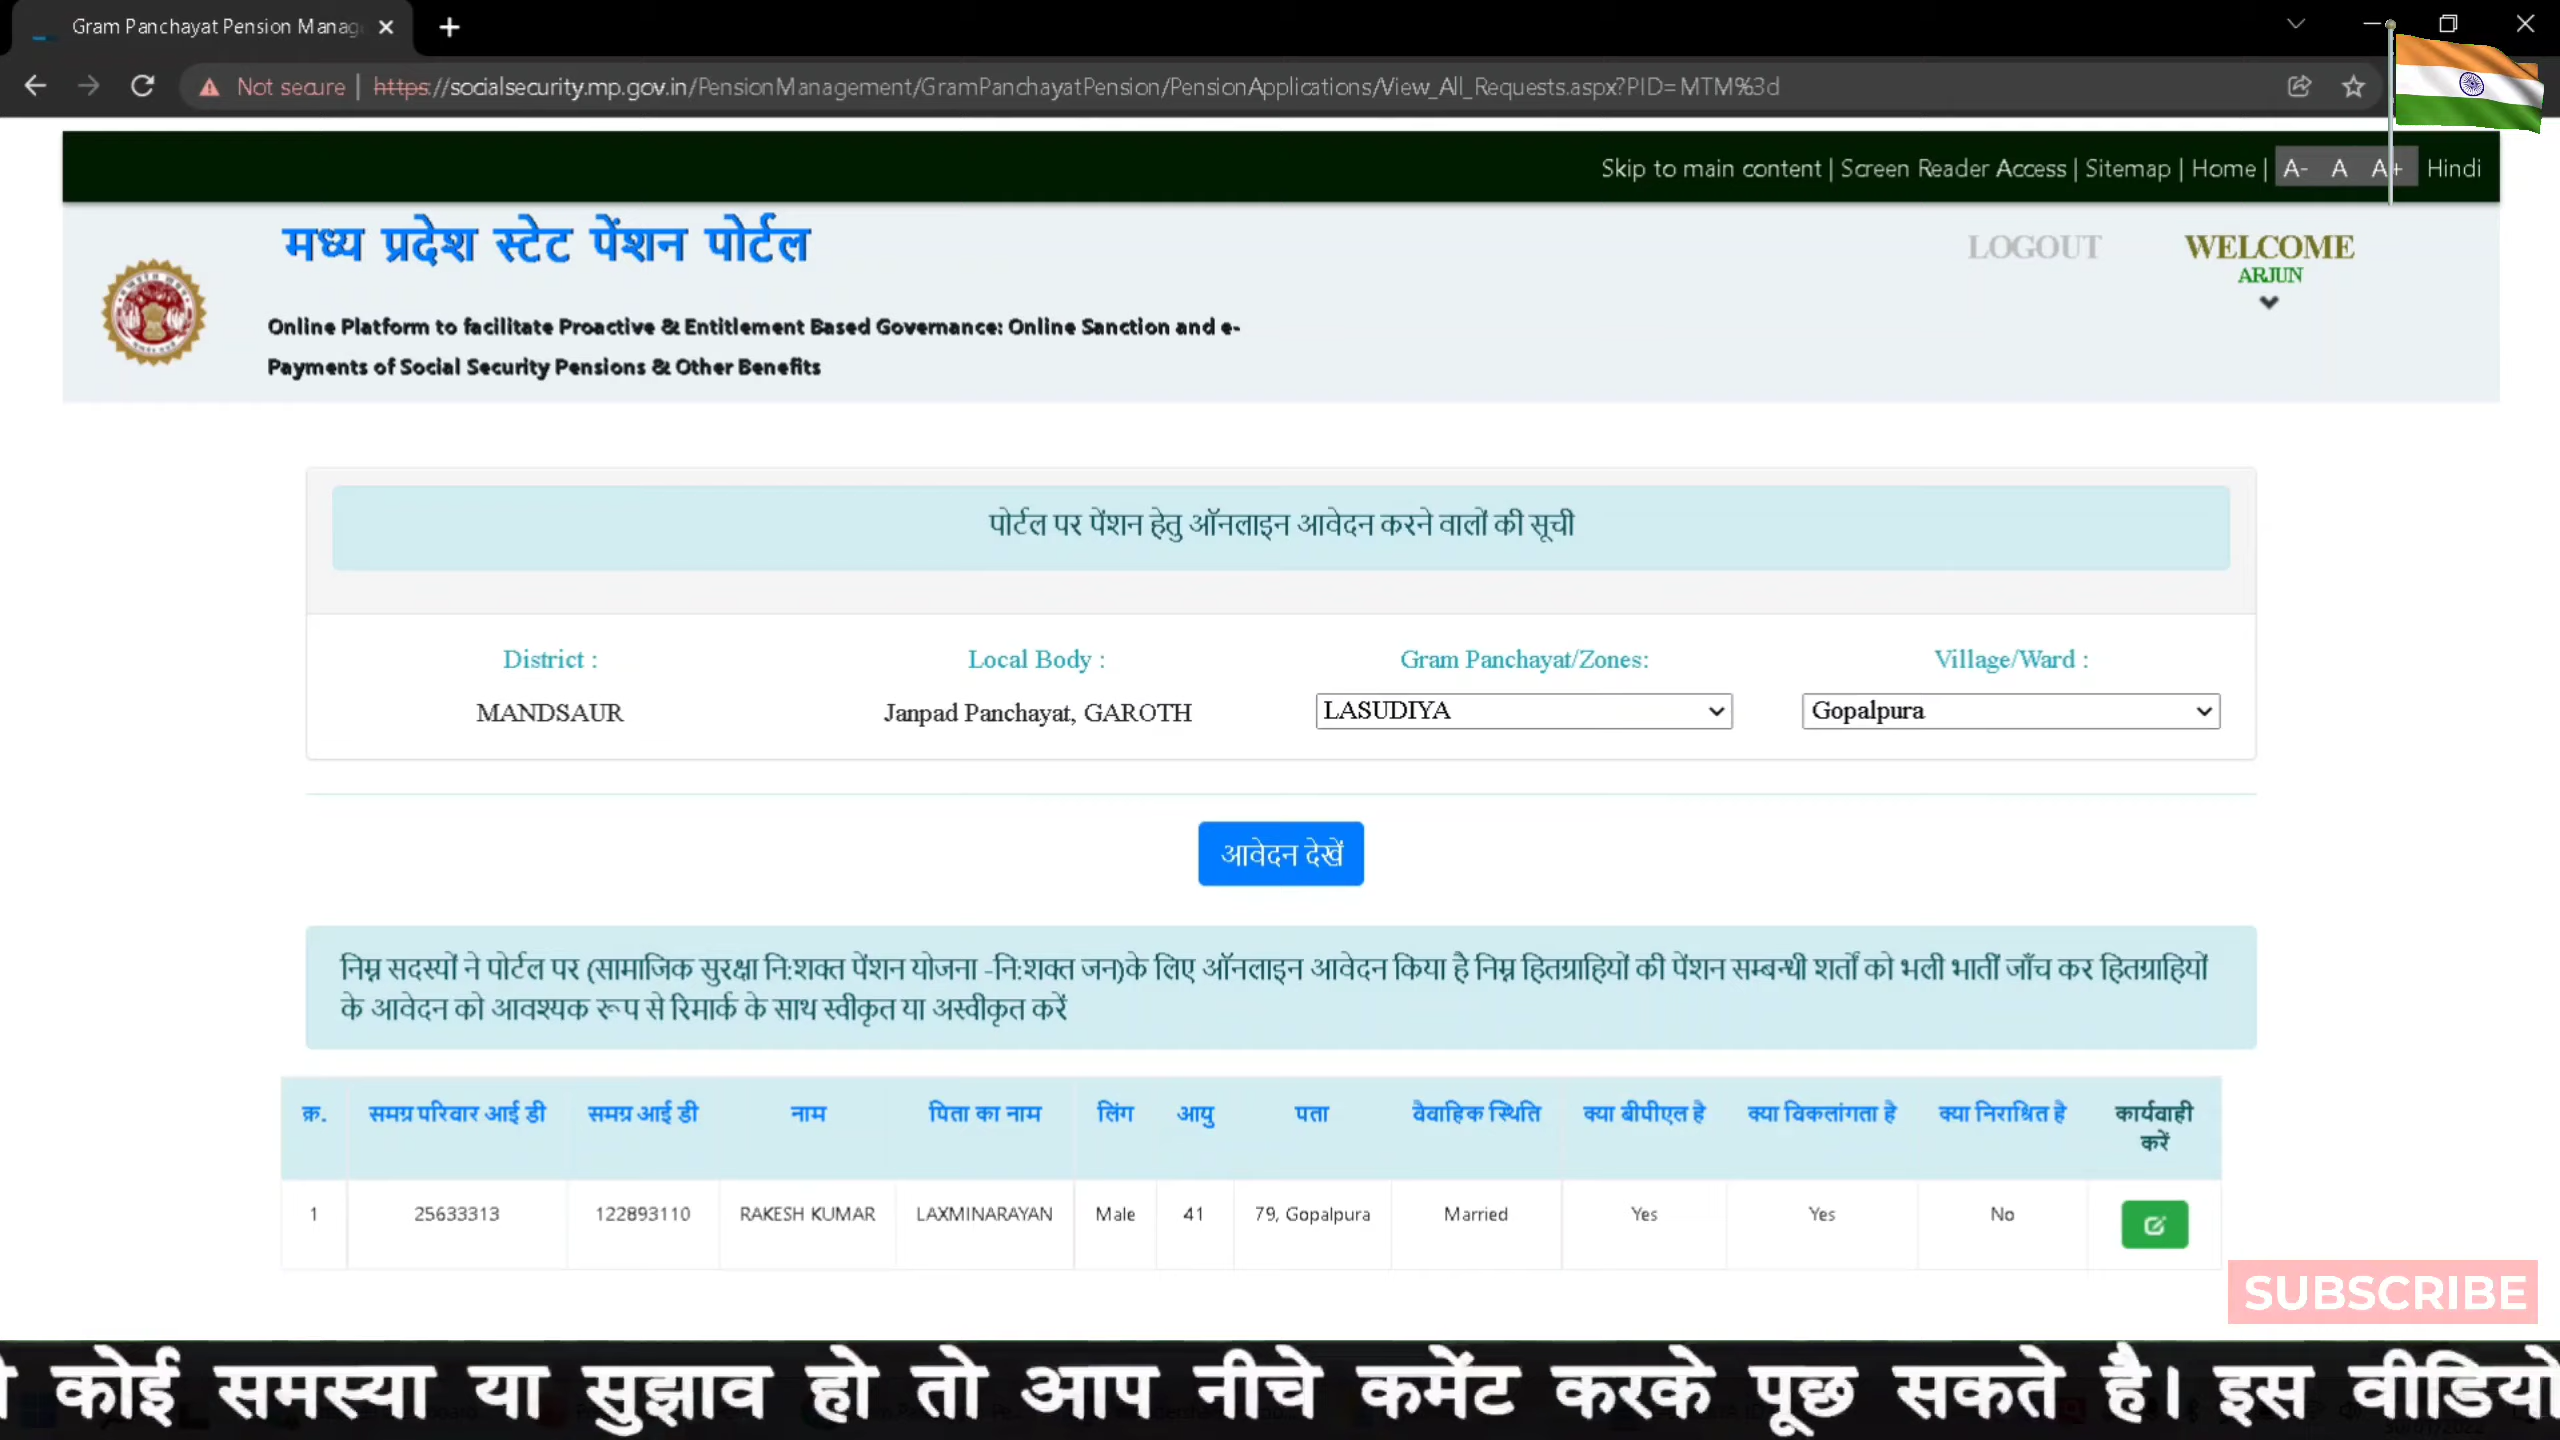 Gram Panchayat Pension Manag
Not secure | https://socialsecurity.mp.gov.in/PensionManagement/GramPanchayatPension/PensionApplications/View_All_Requests.aspx?PID=MTM%3d
Skip to main content | Screen Reader Access | Sitemap | Home | A- A A+ Hindi
मध्य प्रदेश स्टेट पेंशन पोर्टल
LOGOUT WELCOME
ARJUN
Online Platform to facilitate Proactive & Entitlement Based Governance: Online Sanction and e-
Payments of Social Security Pensions & Other Benefits
पोर्टल पर पेंशन हेतु ऑनलाइन आवेदन करने वालों की सूची
District : Local Body : Gram Panchayat/Zones: Village/Ward :
MANDSAUR Janpad Panchayat, GAROTH LASUDIYA Gopalpura
आवेदन देखें
निम्न सदस्यों ने पोर्टल पर (सामाजिक सुरक्षा नि:शक्त पेंशन योजना -नि:शक्त जन)के लिए ऑनलाइन आवेदन किया है निम्न हितग्राहियों की पेंशन सम्बन्धी शर्तों को भली भातीं जाँच कर हितग्राहियों
के आवेदन को आवश्यक रूप से रिमार्क के साथ स्वीकृत या अस्वीकृत करें
क्र. समग्र परिवार आई डी समग्र आई डी नाम पिता का नाम लिंग आयु पता वैवाहिक स्थिति क्या बीपीएल है क्या विकलांगता है क्या निराश्रित है कार्यवाही
करें
1 25633313 122893110 RAKESH KUMAR LAXMINARAYAN Male 41 79, Gopalpura Married Yes Yes No
SUBSCRIBE
कोई समस्या या सुझाव हो तो आप नीचे कमेंट करके पूछ सकते है। इस वीडियो